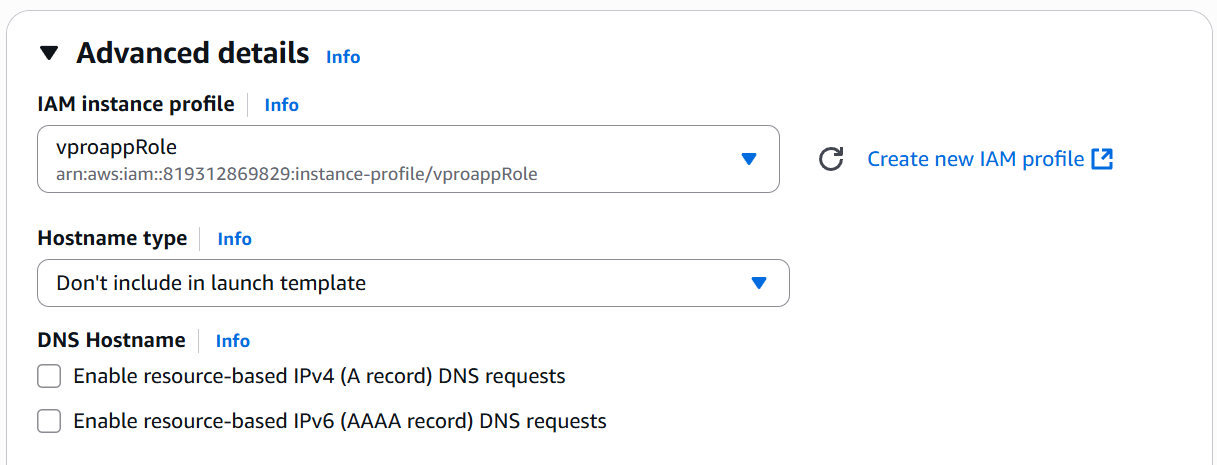 Advanced details Info
IAM instance profile Info
vproappRole
arn:aws:iam::819312869829:instance-profile/vproappRole
Create new IAM profile
Hostname type Info
Don't include in launch template
DNS Hostname Info
Enable resource-based IPv4 (A record) DNS requests
Enable resource-based IPv6 (AAAA record) DNS requests